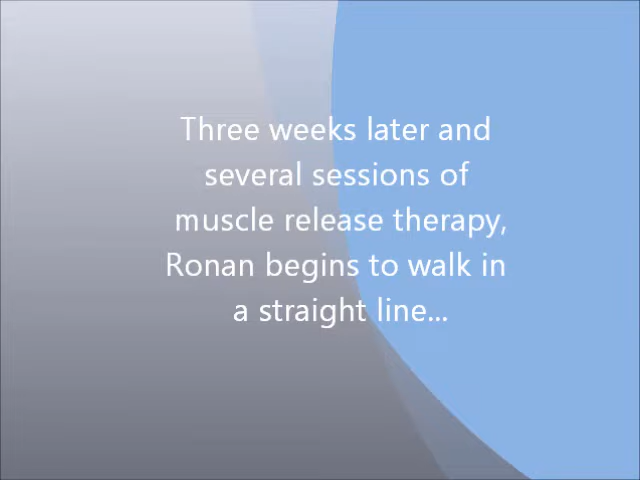 Three weeks later and
several sessions of
muscle release therapy,
Ronan begins to walk in
a straight line...